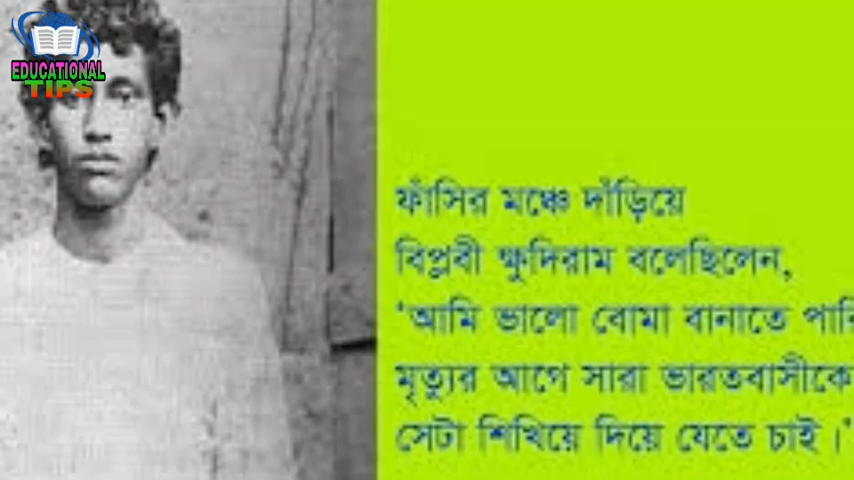 EDUCATIONAL
TIPS
ফাঁসির মঞ্চে দাঁড়িয়ে
বিপ্লবী ক্ষুদিরাম বলেছিলেন,
‘আমি ভালো বোমা বানাতে
মৃত্যুর আগে সারা ভারতবাসীকে
সেটা শিখিয়ে দিয়ে যেতে চাই।’